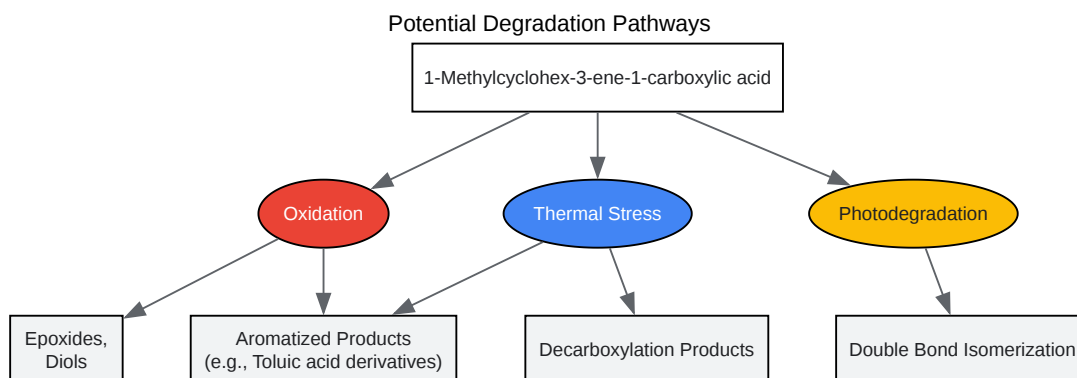 Potential Degradation Pathways
1-Methylcyclohex-3-ene-1-carboxylic acid
Oxidation
Thermal Stress
Photodegradation
Epoxides,
Diols
Aromatized Products
(e.g., Toluic acid derivatives)
Decarboxylation Products
Double Bond Isomerization